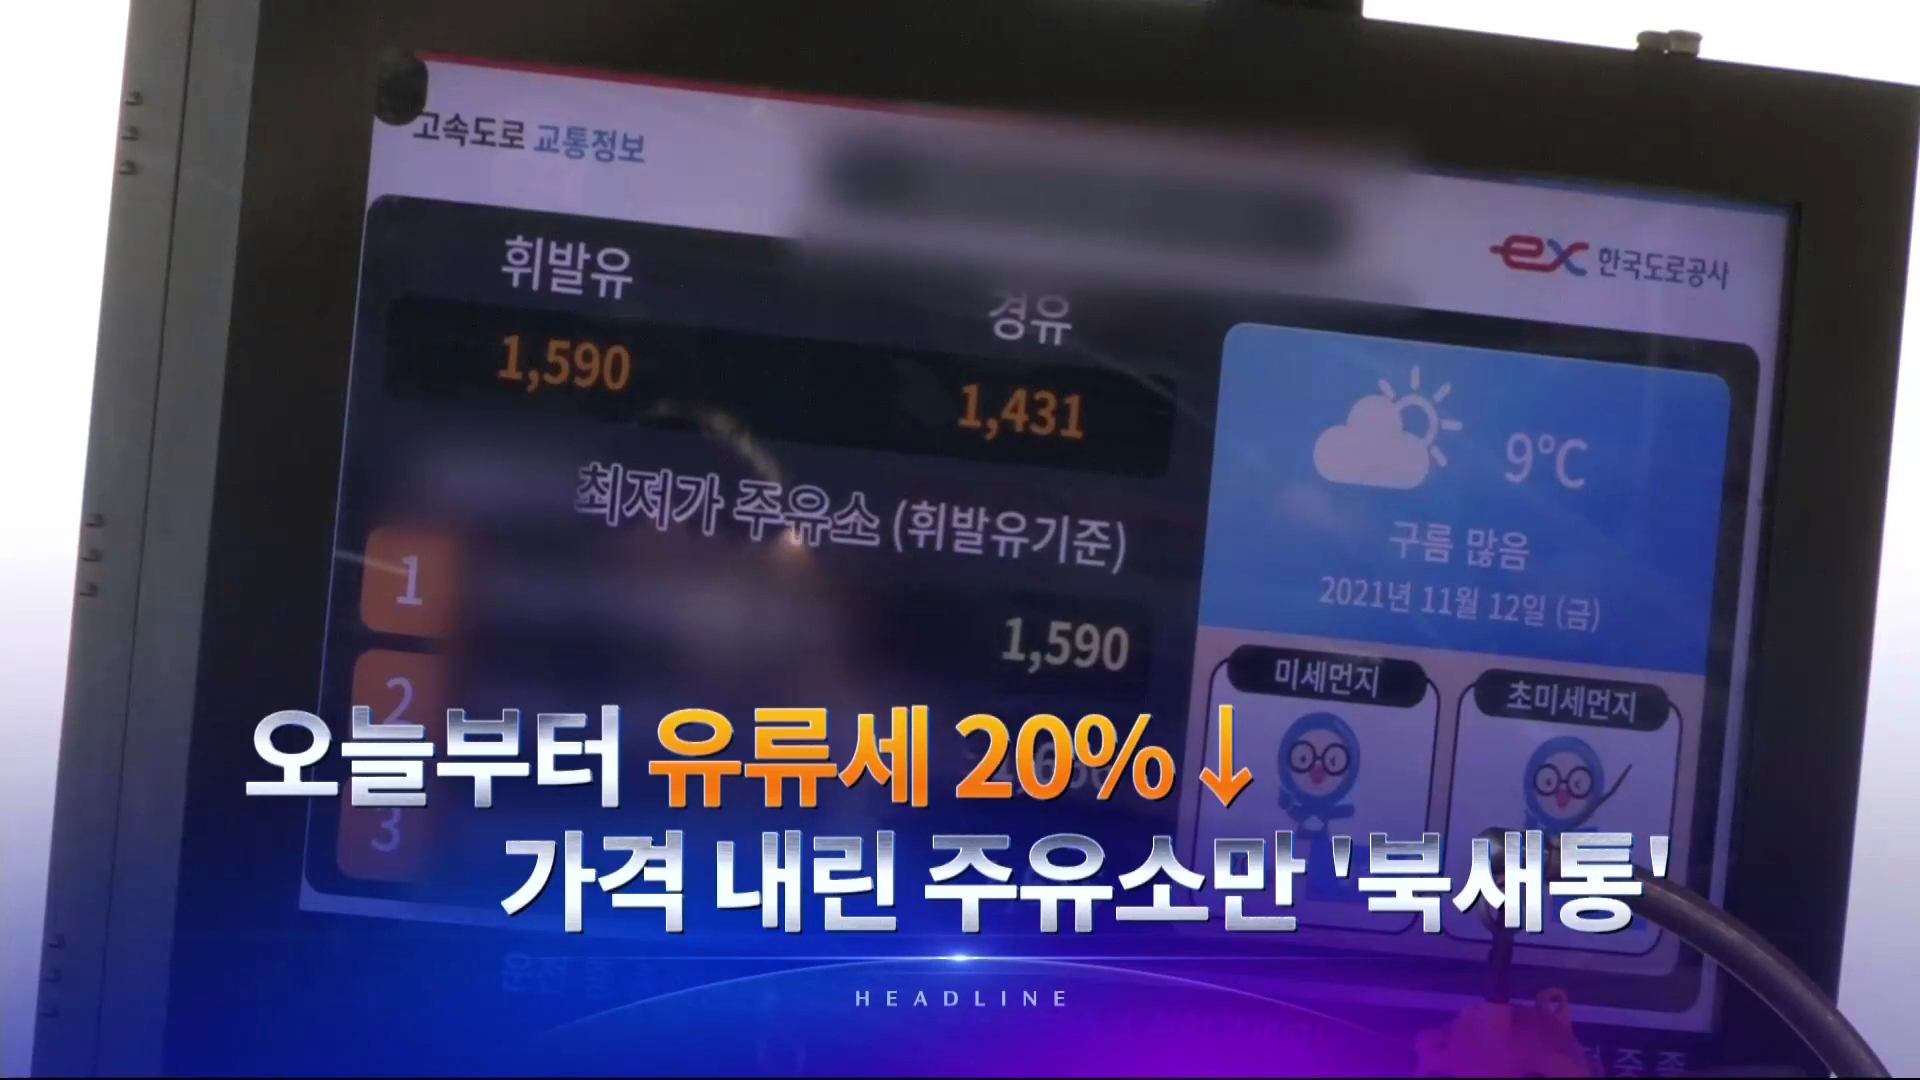 고속도로 교통정보
ex 한국도로공사
휘발유
경유
1,590
1,431
최저가 주유소 (휘발유기준)
1
1,590
2
3
9℃
구름 많음
2021년 11월 12일 (금)
미세먼지
초미세먼지
오늘부터 유류세 20%↓
가격 내린 주유소만 '북새통'
HEADLINE